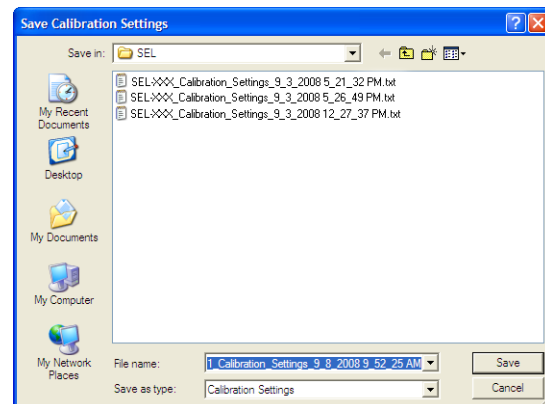 Save Calibration Settings
Save in:
SEL
SEL-XXX_Calibration_Settings_9_3_2008 5_21_32 PM.txt
SEL-XXX_Calibration_Settings_9_3_2008 5_26_49 PM.txt
SEL-XXX_Calibration_Settings_9_3_2008 12_27_37 PM.txt
My Recent
Documents
Desktop
My Documents
My Computer
My Network
Places
File name:
1_Calibration_Settings_9_8_2008 9_52_25 AM
Save
Save as type:
Calibration Settings
Cancel